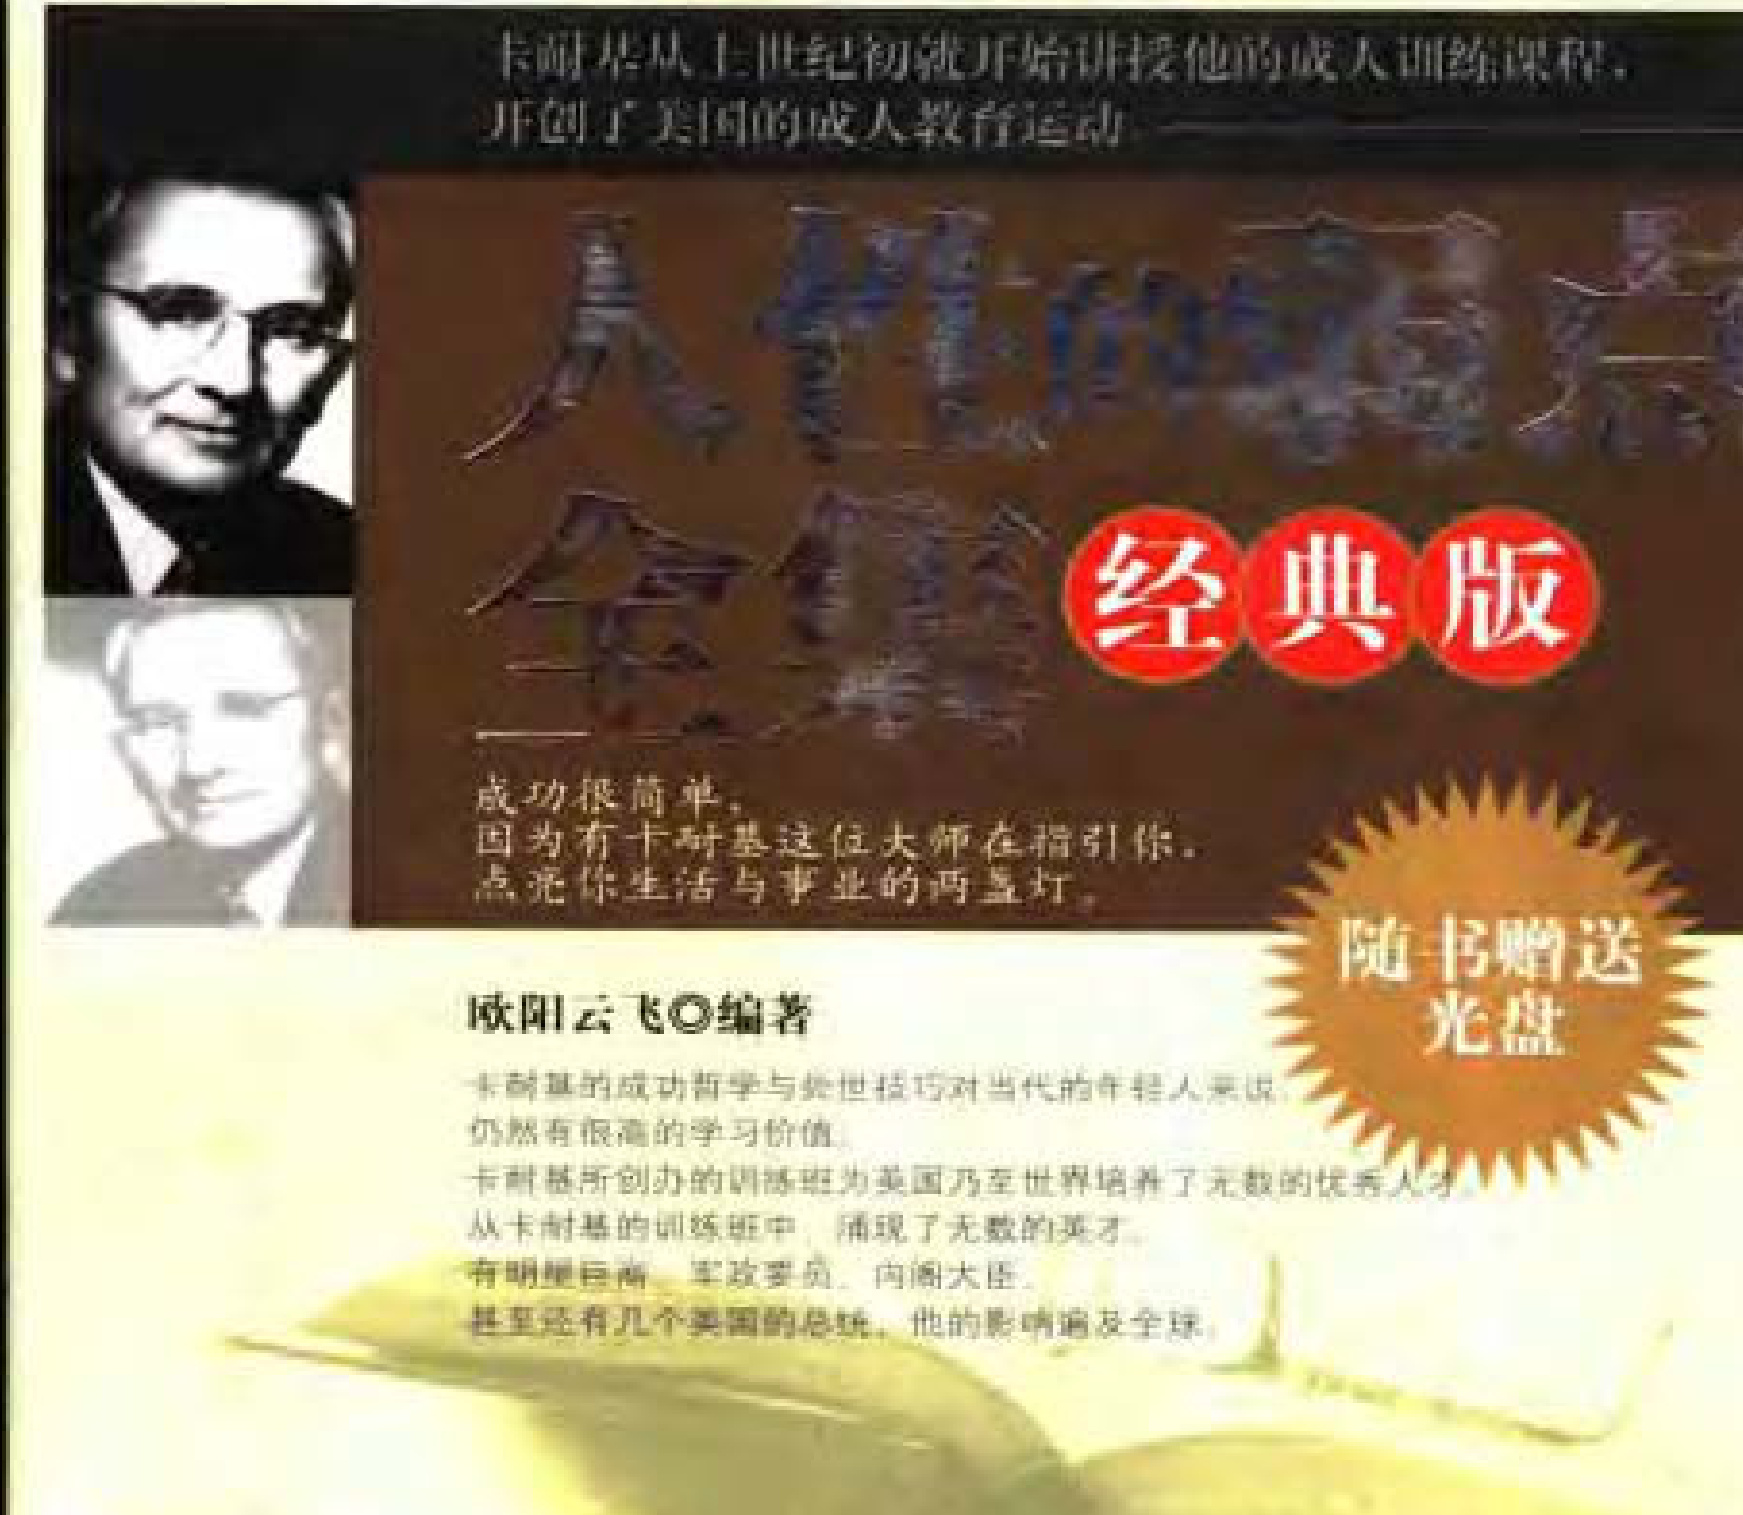 卡耐基从上世纪初就开始讲授他的成人训练课程，
开创了美国的成人教育运动
人性的弱点
全集
经典版
成功很简单，
因为有卡耐基这位大师在指引你，
点亮你生活与事业的两盏灯。
随书赠送
光盘
欧阳云飞◎编著
卡耐基的成功哲学与处世技巧对当代的年轻人来说
仍然有很高的学习价值。
卡耐基所创办的训练班为美国乃至世界培养了无数的优秀人才。
从卡耐基的训练班中，涌现了无数的英才。
有明星巨商、军政要员、内阁大臣，
甚至还有几个美国的总统，他的影响遍及全球。